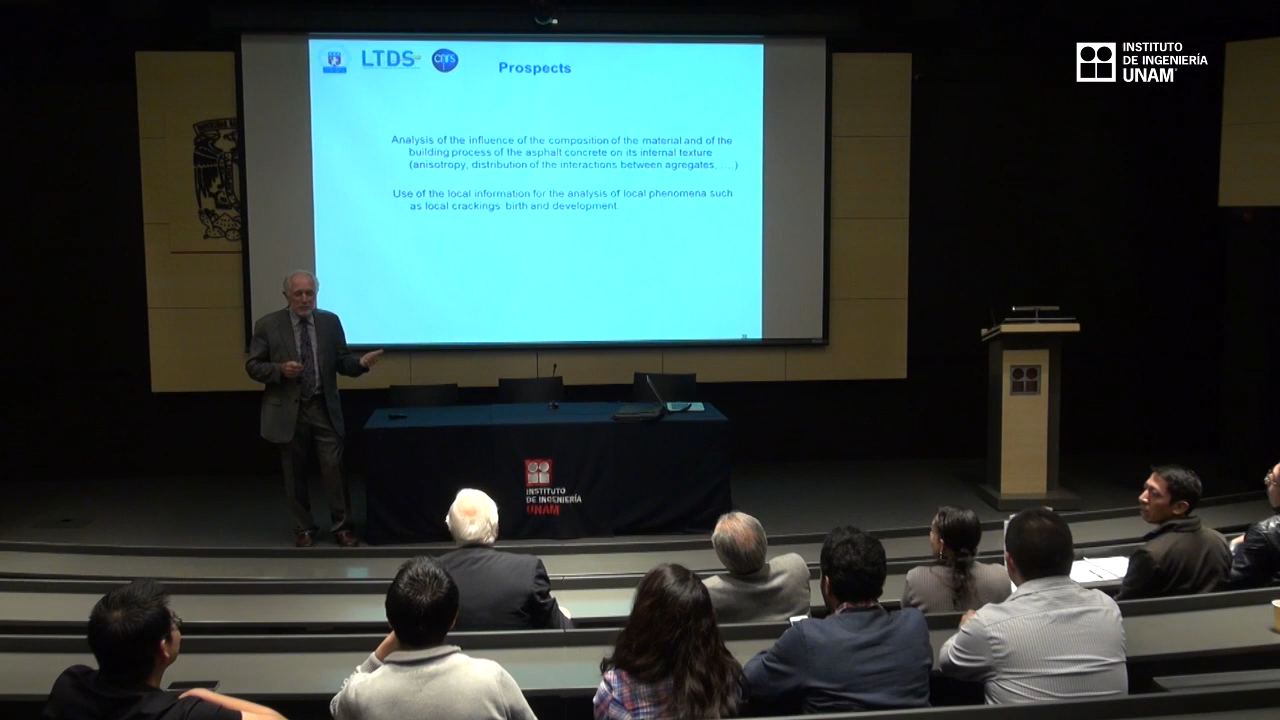 LTDS
cnrs
Prospects
INSTITUTO
DE INGENIERÍA
UNAM
Analysis of the influence of the composition of the material and of the
building process of the asphalt concrete on its internal texture
(anisotropy, distribution of the interactions between agregates, ....)
Use of the local information for the analysis of local phenomena such
as local crackings: birth and development.
INSTITUTO
DE INGENIERÍA
UNAM